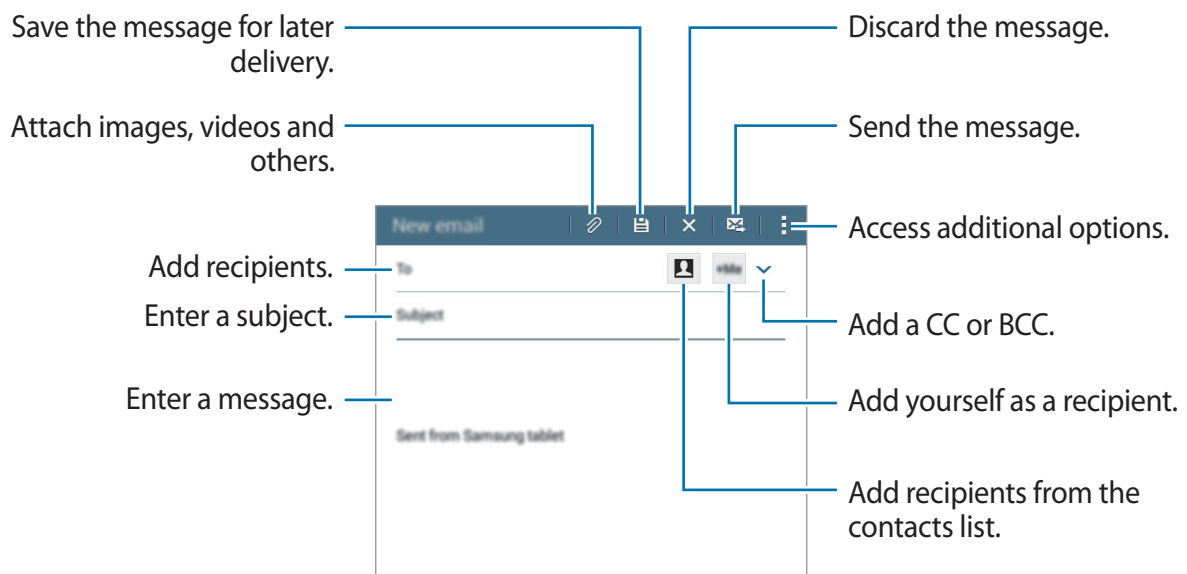 Save the message for later
delivery.
Discard the message.
Attach images, videos and
others.
Send the message.
New email
Access additional options.
Add recipients.
To
+Me
Enter a subject.
Subject
Add a CC or BCC.
Enter a message.
Add yourself as a recipient.
Sent from Samsung tablet
Add recipients from the
contacts list.